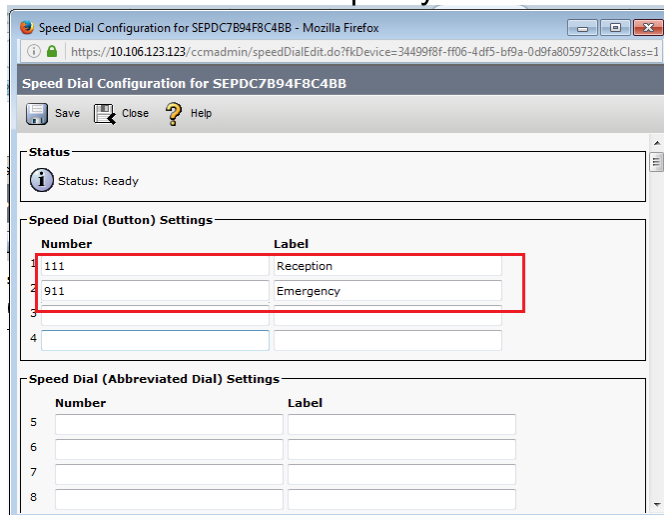 Speed Dial Configuration for SEPDC7B94F8C4BB - Mozilla Firefox
https://10.106.123.123/ccmadmin/speedDialEdit.do?fkDevice=34499f8f-ff06-4df5-bf9a-0d9fa8059732&tkClass=1
Speed Dial Configuration for SEPDC7B94F8C4BB
Save Close Help
Status
Status: Ready
Speed Dial (Button) Settings
Number Label
1 111 Reception
2 911 Emergency
3
4
Speed Dial (Abbreviated Dial) Settings
Number Label
5
6
7
8